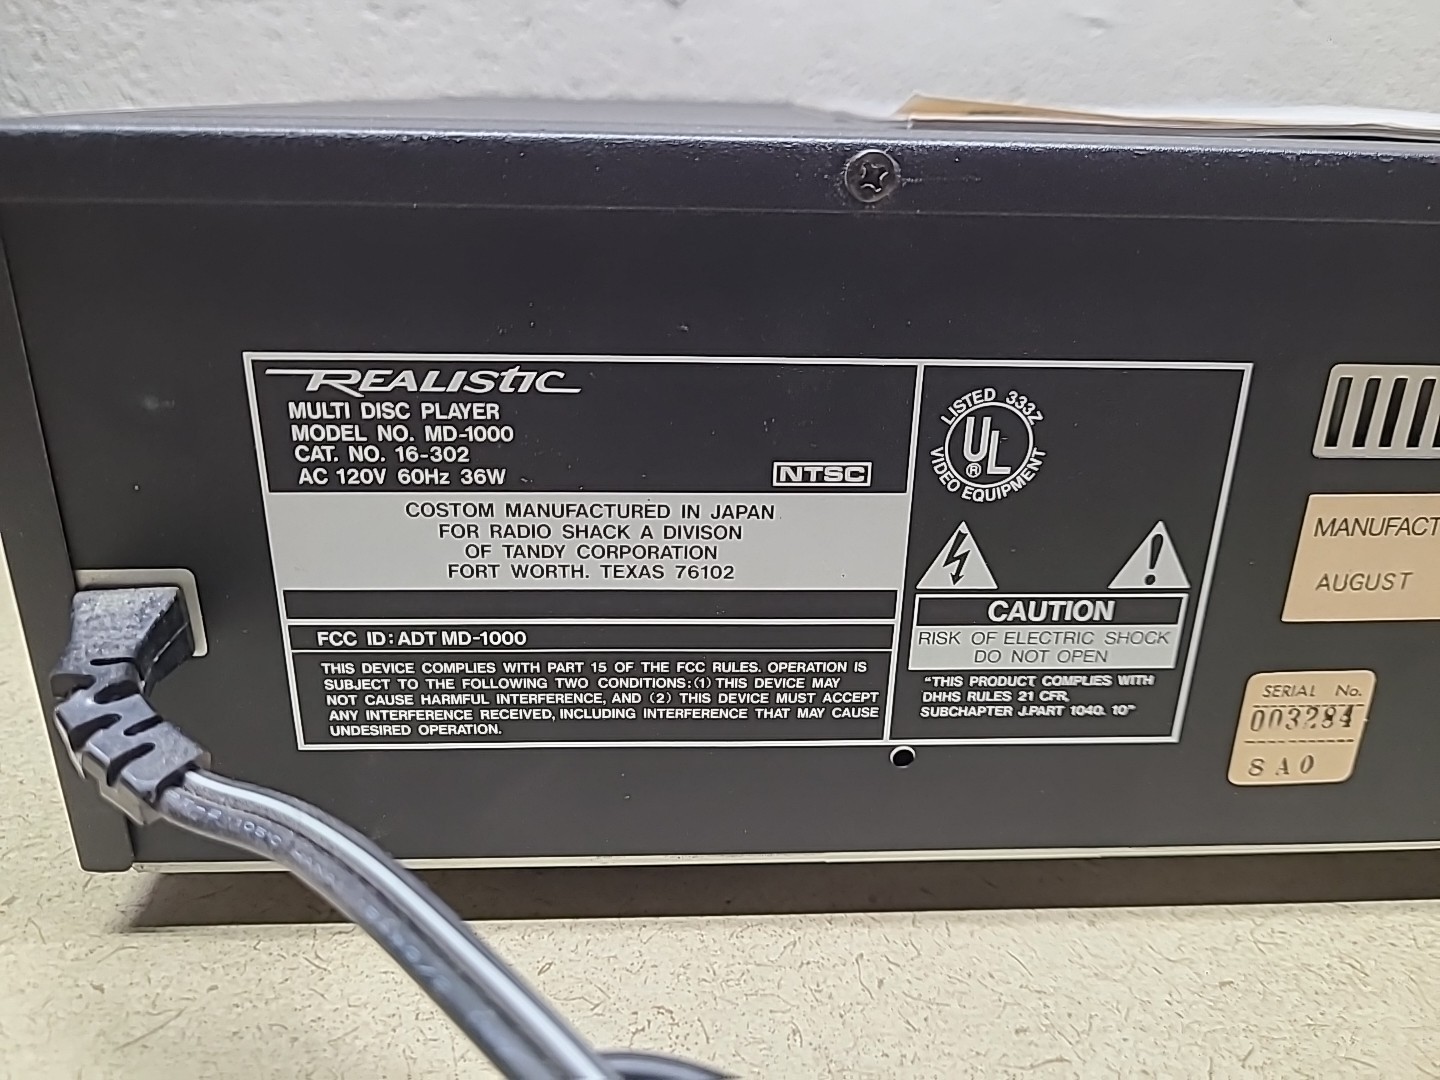 REALISTIC
MULTI DISC PLAYER
MODEL NO. MD-1000
CAT. NO. 16-302
AC 120V 60Hz 36W
NTSC
COSTOM MANUFACTURED IN JAPAN
FOR RADIO SHACK A DIVISON
OF TANDY CORPORATION
FORT WORTH. TEXAS 76102
FCC ID: ADT MD-1000
THIS DEVICE COMPLIES WITH PART 15 OF THE FCC RULES. OPERATION IS
SUBJECT TO THE FOLLOWING TWO CONDITIONS: (1) THIS DEVICE MAY
NOT CAUSE HARMFUL INTERFERENCE, AND (2) THIS DEVICE MUST ACCEPT
ANY INTERFERENCE RECEIVED, INCLUDING INTERFERENCE THAT MAY CAUSE
UNDESIRED OPERATION.
LISTED 333Z
UL ®
VIDEO EQUIPMENT
CAUTION
RISK OF ELECTRIC SHOCK
DO NOT OPEN
"THIS PRODUCT COMPLIES WITH
DHHS RULES 21 CFR,
SUBCHAPTER J.PART 1040. 10"
MANUFACT
AUGUST
SERIAL No.
003284
8 A 0